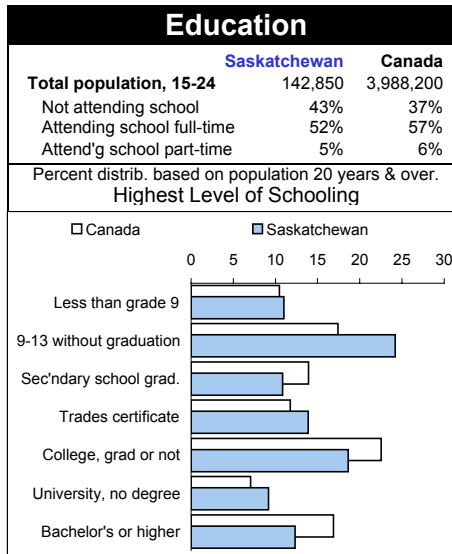 Education
Saskatchewan Canada
Total population, 15-24 142,850 3,988,200
Not attending school 43% 37%
Attending school full-time 52% 57%
Attend'g school part-time 5% 6%
Percent distrib. based on population 20 years & over.
Highest Level of Schooling
Canada Saskatchewan
0 5 10 15 20 25 30
Less than grade 9
9-13 without graduation
Sec'ndary school grad.
Trades certificate
College, grad or not
University, no degree
Bachelor's or higher